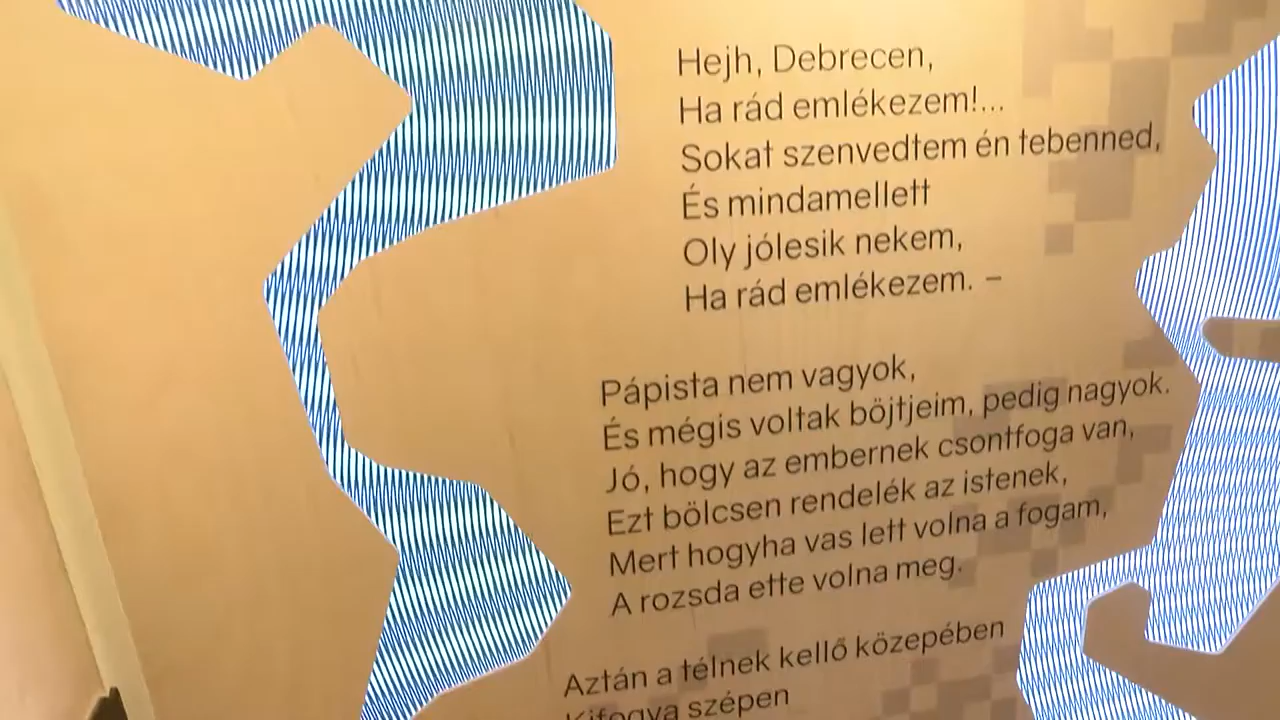 Hejh, Debrecen,
Ha rád emlékezem!...
Sokat szenvedtem én tebenned,
És mindamellett
Oly jólesik nekem,
Ha rád emlékezem. –
Pápista nem vagyok,
És mégis voltak böjtjeim, pedig nagyok.
Jó, hogy az embernek csontfoga van,
Ezt bölcsen rendelék az istenek,
Mert hogyha vas lett volna a fogam,
A rozsda ette volna meg.
Aztán a télnek kellő közepében
Kifogya szépen